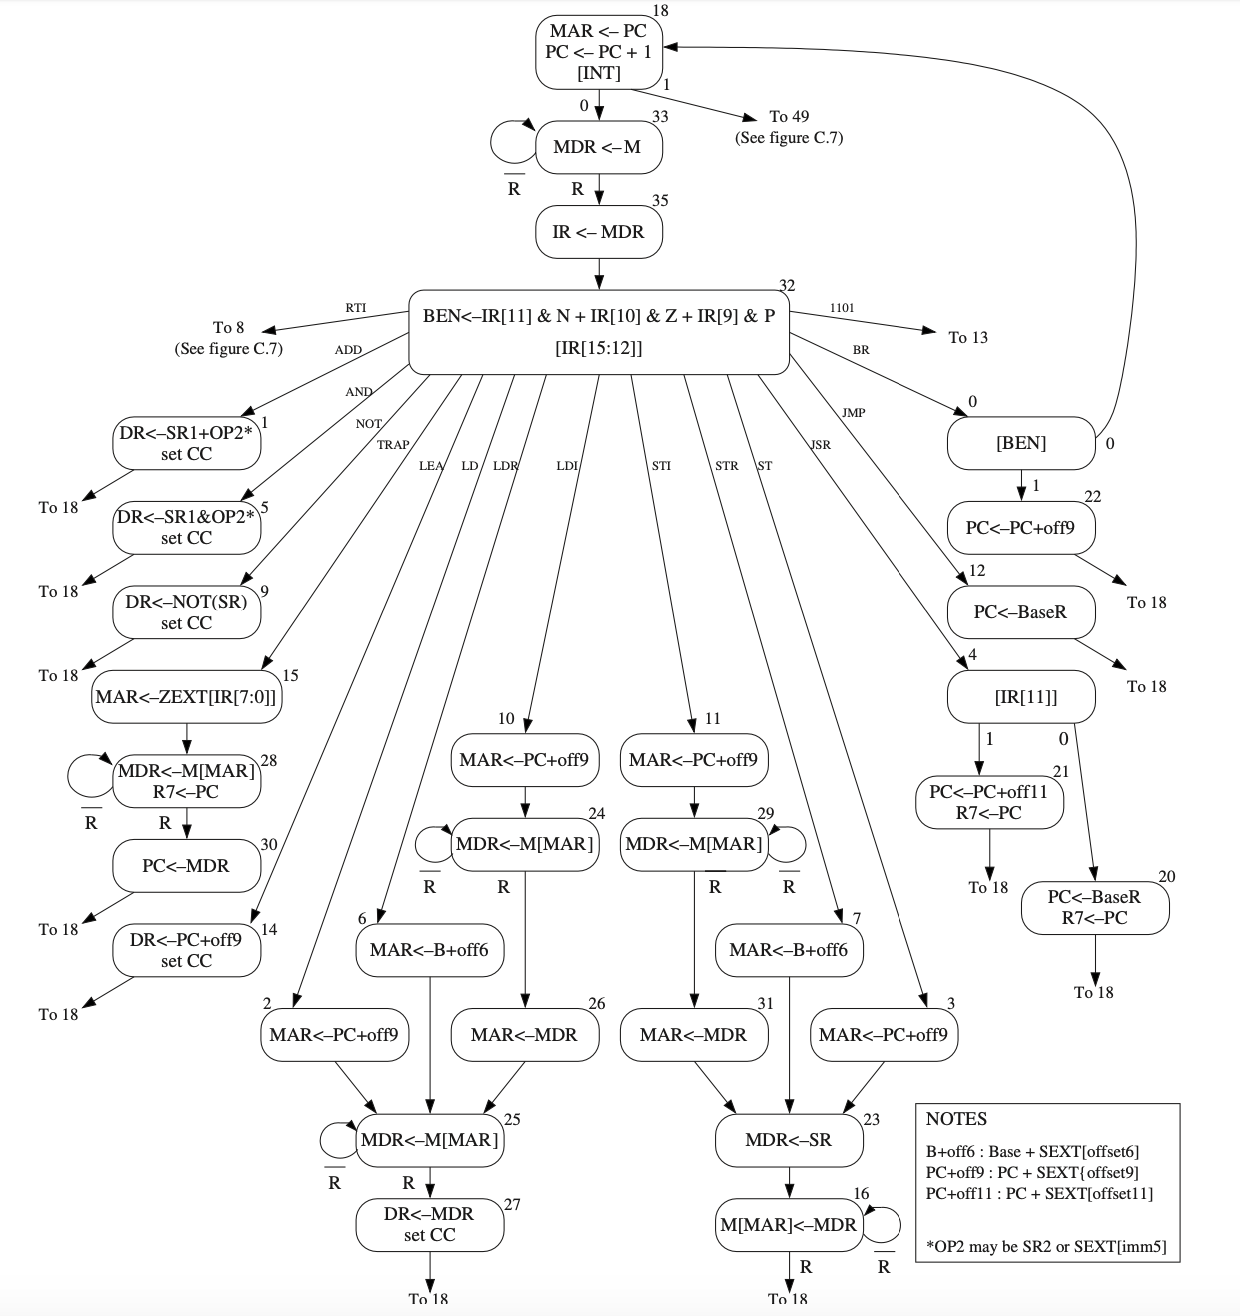 18
MAR <– PC
PC <– PC + 1
[INT]
1
0
To 49
(See figure C.7)
33
MDR <–M
R
R
35
IR <– MDR
32
BEN<–IR[11] & N + IR[10] & Z + IR[9] & P
[IR[15:12]]
RTI
To 8
(See figure C.7)
1101
To 13
ADD
BR
AND
0
1
DR<–SR1+OP2*
set CC
NOT
JMP
TRAP
JSR
[BEN]
0
LEA
LD
LDR
LDI
STI
STR
ST
1
To 18
5
DR<–SR1&OP2*
set CC
22
PC<–PC+off9
To 18
12
To 18
9
DR<–NOT(SR)
set CC
PC<–BaseR
To 18
4
To 18
15
MAR<–ZEXT[IR[7:0]]
[IR[11]]
10
MAR<–PC+off9
11
MAR<–PC+off9
1
0
28
MDR<–M[MAR]
R7<–PC
R
R
21
PC<–PC+off11
R7<–PC
24
MDR<–M[MAR]
R
R
29
MDR<–M[MAR]
R
R
30
PC<–MDR
To 18
To 18
20
PC<–BaseR
R7<–PC
To 18
14
DR<–PC+off9
set CC
To 18
6
MAR<–B+off6
7
MAR<–B+off6
2
MAR<–PC+off9
26
MAR<–MDR
31
MAR<–MDR
3
MAR<–PC+off9
25
MDR<–M[MAR]
R
R
23
MDR<–SR
27
DR<–MDR
set CC
To 18
16
M[MAR]<–MDR
R
R
To 18
NOTES
B+off6 : Base + SEXT[offset6]
PC+off9 : PC + SEXT{offset9]
PC+off11 : PC + SEXT[offset11]
*OP2 may be SR2 or SEXT[imm5]